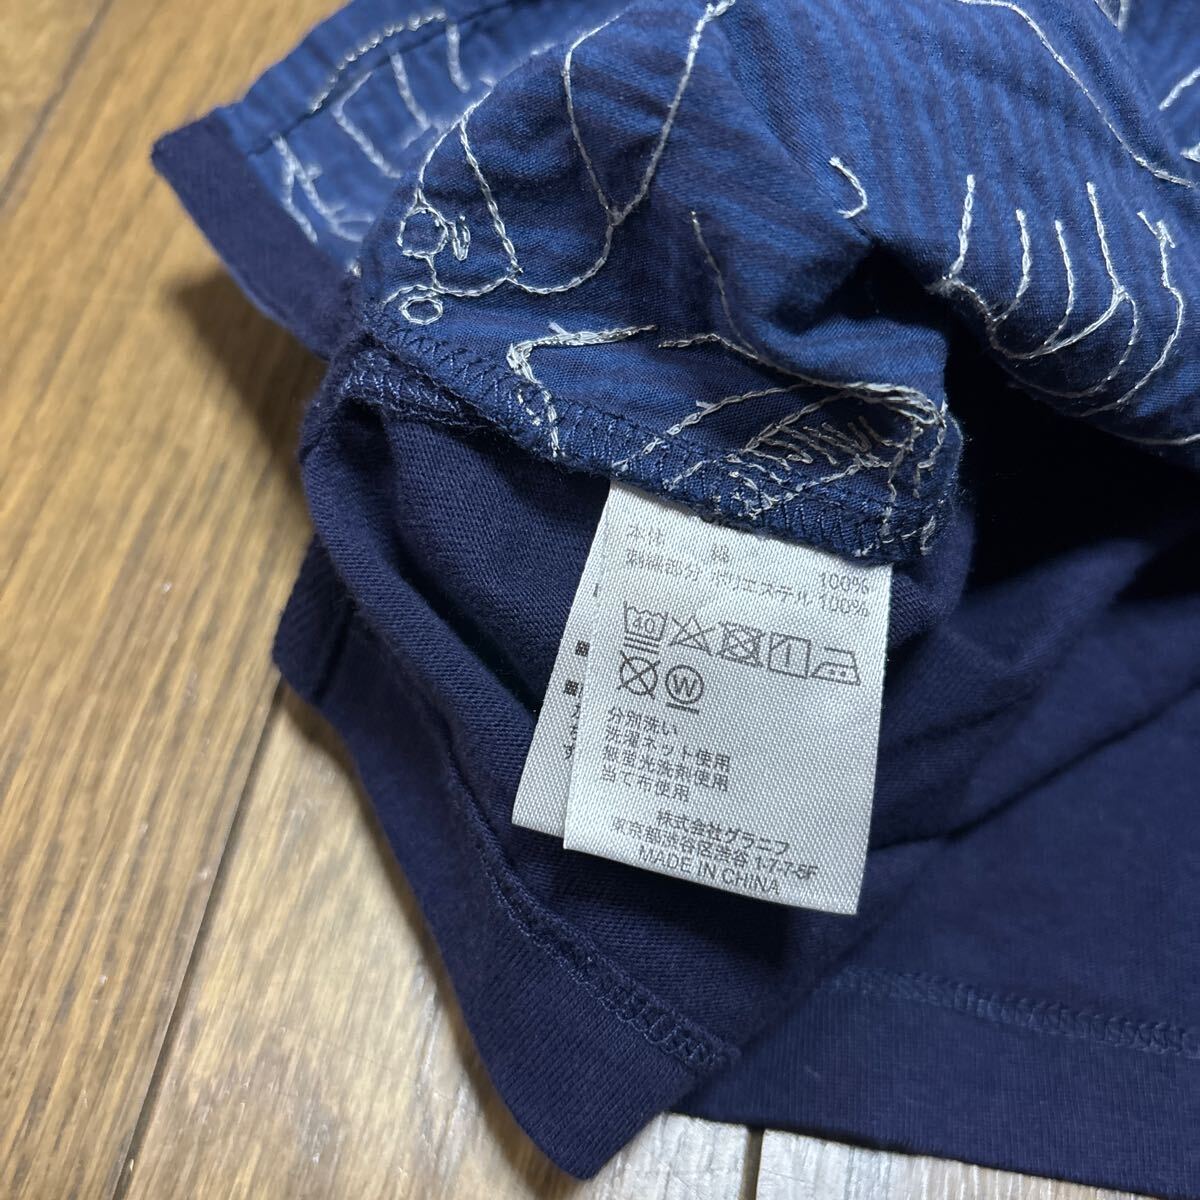 本体 綿 100%
刺繍部分 ポリエステル 100%
40
W
分別洗い
洗濯ネット使用
無蛍光洗剤使用
当て布使用
株式会社グラニフ
東京都渋谷区渋谷 1-7-7-5F
MADE IN CHINA